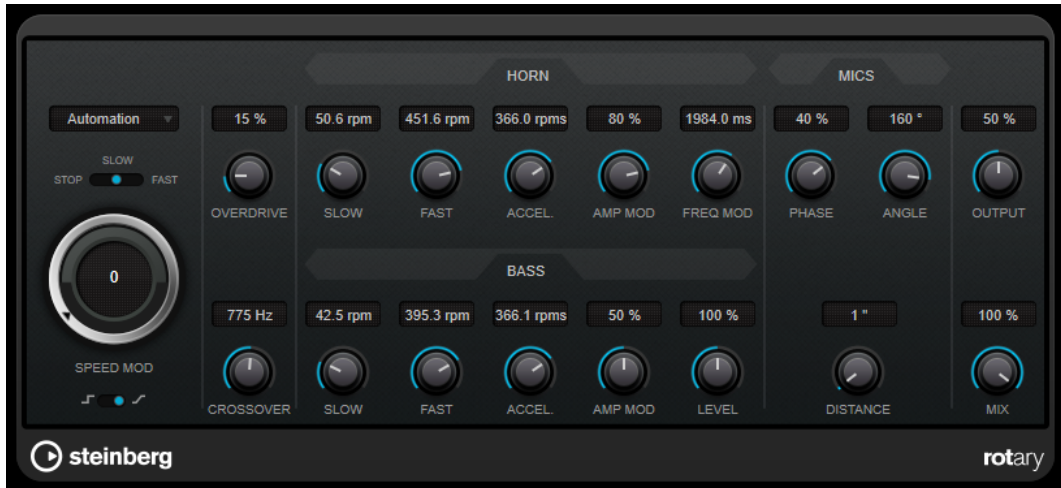 HORN MICS
Automation 15 % 50.6 rpm 451.6 rpm 366.0 rpms 80 % 1984.0 ms 40 % 160 ° 50 %
SLOW
STOP FAST
OVERDRIVE SLOW FAST ACCEL. AMP MOD FREQ MOD PHASE ANGLE OUTPUT
0
BASS
775 Hz 42.5 rpm 395.3 rpm 366.1 rpms 50 % 100 % 1 " 100 %
SPEED MOD
CROSSOVER SLOW FAST ACCEL. AMP MOD LEVEL DISTANCE MIX
steinberg rotary